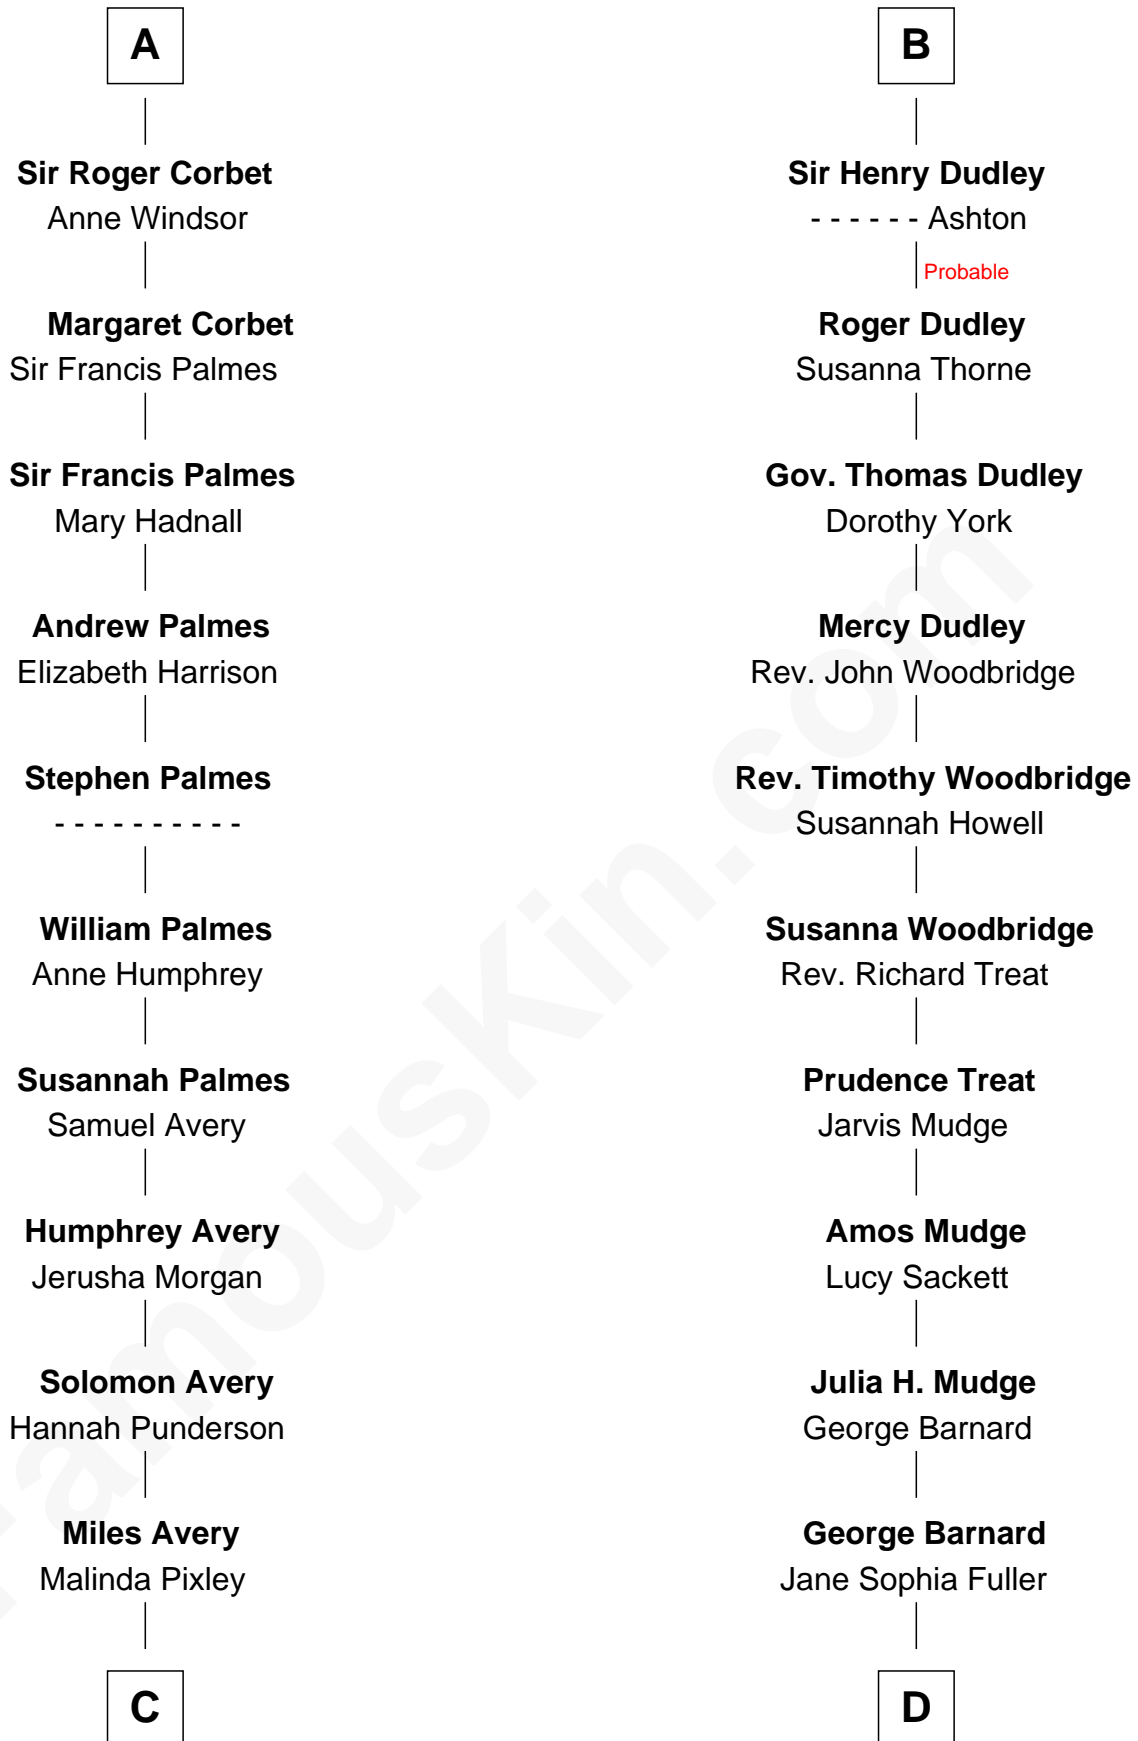 A
Sir Roger Corbet
Anne Windsor
Margaret Corbet
Sir Francis Palmes
Sir Francis Palmes
Mary Hadnall
Andrew Palmes
Elizabeth Harrison
Stephen Palmes
- - - - - - - - - -
William Palmes
Anne Humphrey
Susannah Palmes
Samuel Avery
Humphrey Avery
Jerusha Morgan
Solomon Avery
Hannah Punderson
Miles Avery
Malinda Pixley
C
B
Sir Henry Dudley
- - - - - - Ashton
Probable
Roger Dudley
Susanna Thorne
Gov. Thomas Dudley
Dorothy York
Mercy Dudley
Rev. John Woodbridge
Rev. Timothy Woodbridge
Susannah Howell
Susanna Woodbridge
Rev. Richard Treat
Prudence Treat
Jarvis Mudge
Amos Mudge
Lucy Sackett
Julia H. Mudge
George Barnard
George Barnard
Jane Sophia Fuller
D
FamousKin.com